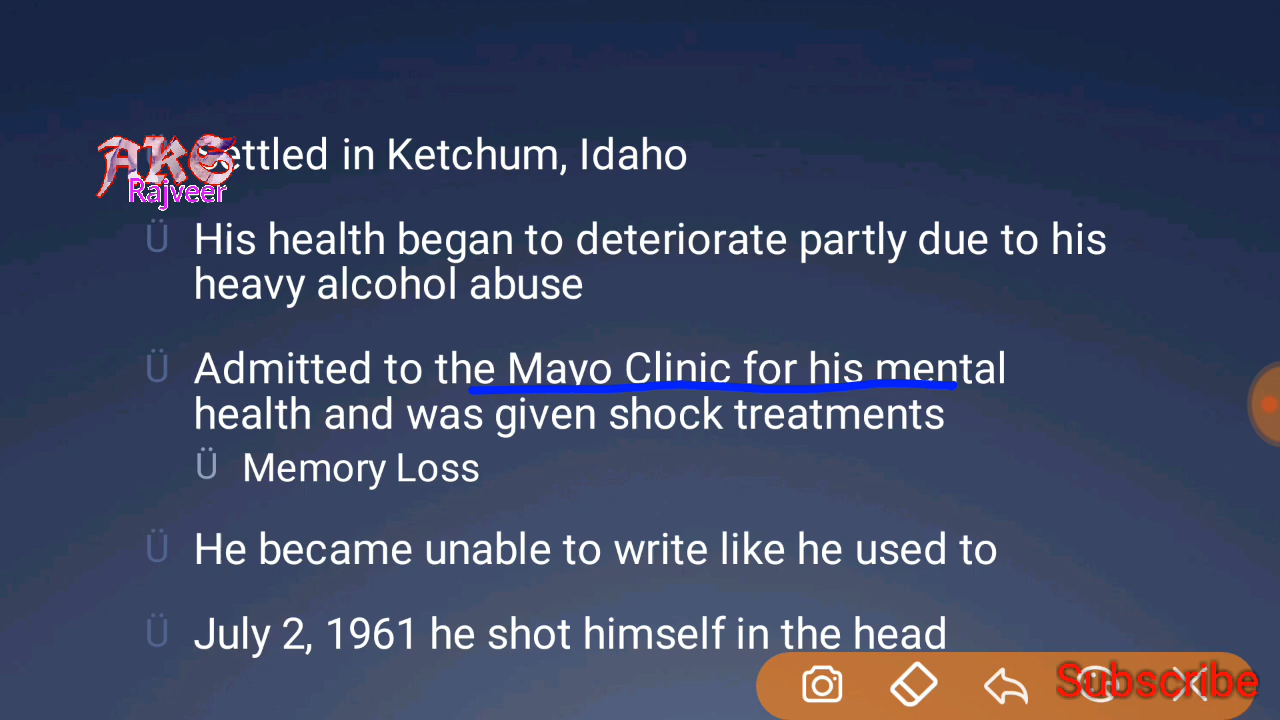 Settled in Ketchum, Idaho
AKS
Rajveer
Ü His health began to deteriorate partly due to his
heavy alcohol abuse
Ü Admitted to the Mayo Clinic for his mental
health and was given shock treatments
Ü Memory Loss
Ü He became unable to write like he used to
Ü July 2, 1961 he shot himself in the head
Subscribe